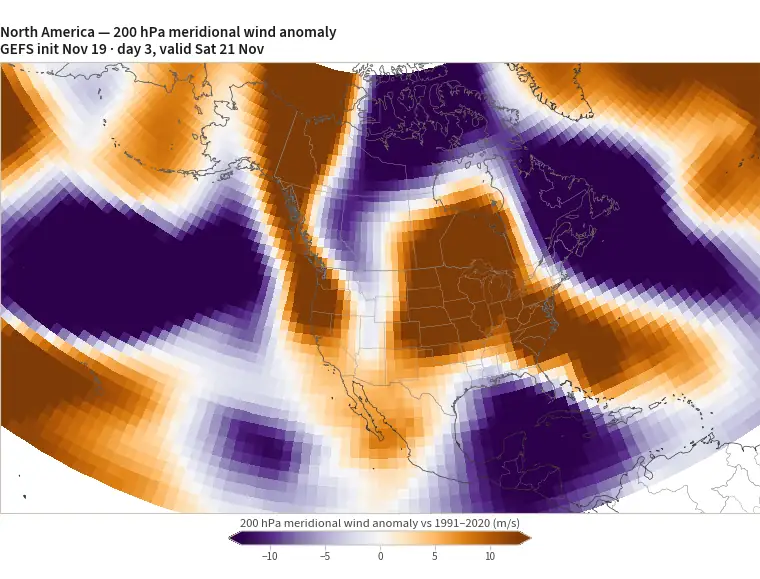 North America — 200 hPa meridional wind anomaly
GEFS init Nov 19 · day 3, valid Sat 21 Nov
200 hPa meridional wind anomaly vs 1991–2020 (m/s)
−10 −5 0 5 10